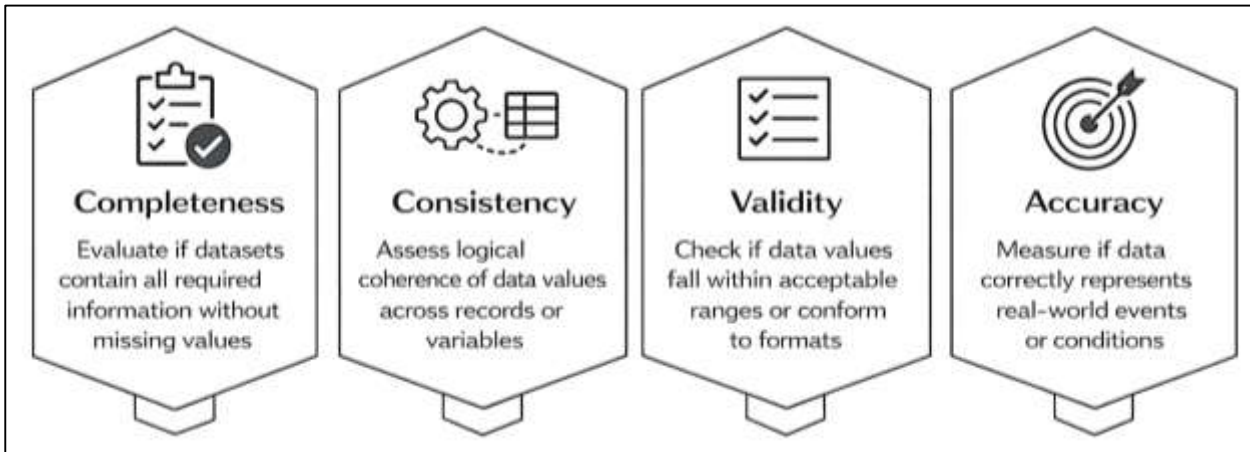 Completeness
Evaluate if datasets
contain all required
information without
missing values
Consistency
Assess logical
coherence of data values
across records or
variables
Validity
Check if data values
fall within acceptable
ranges or conform
to formats
Accuracy
Measure if data
correctly represents
real-world events
or conditions